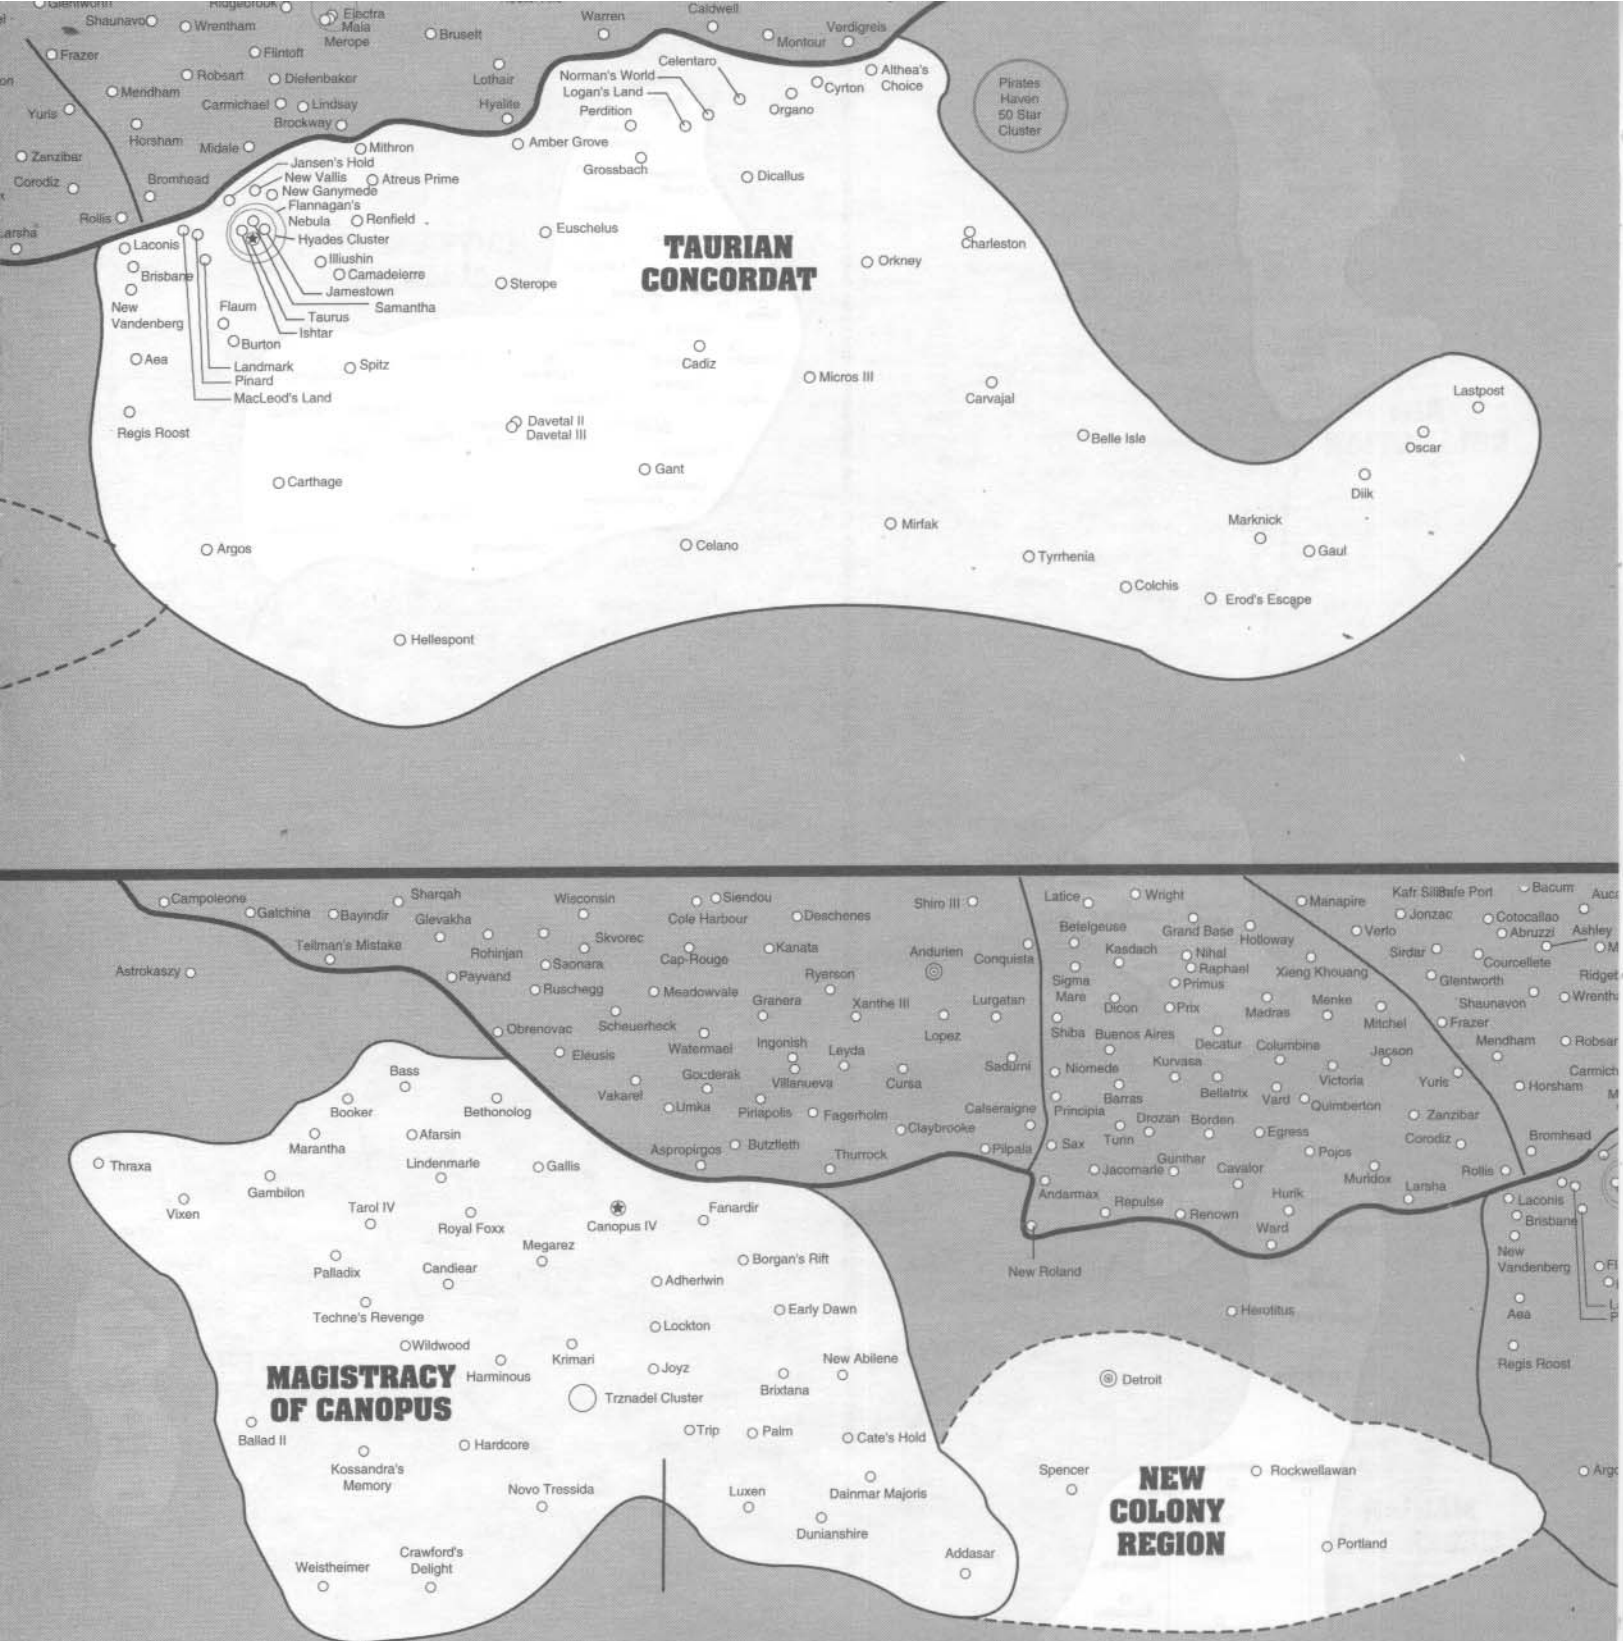 Glentworth
Shaunavo
Ridgebrook
Wrentham
Electra
Maia
Merope
Bruselt
Warren
Caldwell
Montour
Verdigreis
Frazer
Flintoft
Robsart
Diefenbaker
Mendham
Carmichael
Lindsay
Brockway
Lothair
Hyalite
Yuris
Horsham
Midale
Zanzibar
Corodiz
Bromhead
Rollis
Larsha
Celentaro
Norman's World
Logan's Land
Perdition
Organo
Cyrton
Althea's
Choice
Pirates
Haven
50 Star
Cluster
Mithron
Amber Grove
Grossbach
Dicallus
Jansen's Hold
New Vallis
Atreus Prime
New Ganymede
Flannagan's
Nebula
Renfield
Hyades Cluster
Euschelus
TAURIAN
CONCORDAT
Charleston
Orkney
Laconis
Brisbane
Illiushin
Camadeierre
Jamestown
Samantha
Sterope
New
Vandenberg
Flaum
Taurus
Ishtar
Burton
Aea
Landmark
Pinard
MacLeod's Land
Spitz
Cadiz
Micros III
Carvajal
Lastpost
Regis Roost
Davetal II
Davetal III
Belle Isle
Oscar
Carthage
Gant
Diik
Mirfak
Marknick
Argos
Celano
Tyrrhenia
Gaul
Colchis
Erod's Escape
Hellespont
Campoleone
Gatchina
Bayindir
Sharqah
Glevakha
Wisconsin
Siendou
Cole Harbour
Deschenes
Shiro III
Latice
Wright
Manapire
Safe Port
Bacum
Jonzac
Cotocallao
Abruzzi
Ashley
Teilman's Mistake
Rohinjan
Skvorec
Saonara
Cap-Rouge
Kanata
Andurien
Conquista
Betelgeuse
Kasdach
Grand Base
Holloway
Nihal
Raphael
Verlo
Sirdar
Courcellete
Astrokaszy
Payvand
Ruschegg
Meadowvale
Ryerson
Granera
Xanthe III
Lurgatan
Sigma
Mare
Primus
Xieng Khouang
Glentworth
Shaunavon
Dicon
Prix
Madras
Menke
Mitchel
Frazer
Obrenovac
Scheuerheck
Lopez
Shiba
Buenos Aires
Decatur
Columbine
Mendham
Eleusis
Watermael
Ingonish
Leyda
Sadurni
Niomede
Kurvasa
Jacson
Villanueva
Cursa
Bellatrix
Victoria
Yuris
Horsham
Vakarel
Umka
Piriapolis
Fagerholm
Calseraigne
Principia
Barras
Vard
Quimberton
Zanzibar
Claybrooke
Drozan
Borden
Turin
Egress
Corodiz
Aspropirgos
Butzfleth
Thurrock
Pilpala
Sax
Gunthar
Pojos
Bromhead
Jacomarle
Cavalor
Muridox
Rollis
Andarmax
Repulse
Renown
Hurik
Larsha
Laconis
Ward
Brisbane
New Roland
New
Vandenberg
Herotitus
Aea
Regis Roost
Bass
Booker
Bethonolog
Marantha
Afarsin
Thraxa
Lindenmarle
Gallis
Gambilon
Vixen
Tarol IV
Royal Foxx
Canopus IV
Fanardir
Megarez
Palladix
Candiear
Borgan's Rift
Adherlwin
Techne's Revenge
Early Dawn
Lockton
Wildwood
Krimari
MAGISTRACY
OF CANOPUS
Harminous
Joyz
New Abilene
Brixtana
Trznadel Cluster
Detroit
Ballad II
Hardcore
Trip
Palm
Cate's Hold
Kossandra's
Memory
Novo Tressida
Luxen
Dainmar Majoris
Dunianshire
Spencer
NEW
COLONY
REGION
Rockwellawan
Portland
Weistheimer
Crawford's
Delight
Addasar